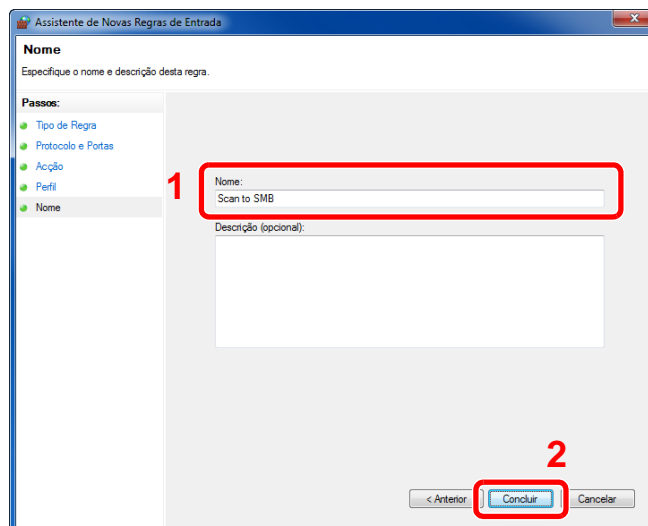 Assistente de Novas Regras de Entrada
Nome
Especifique o nome e descrição desta regra.
Passos:
Tipo de Regra
Protocolo e Portas
Acção
Perfil
Nome
1
Nome:
Scan to SMB
Descrição (opcional):
2
< Anterior
Concluir
Cancelar